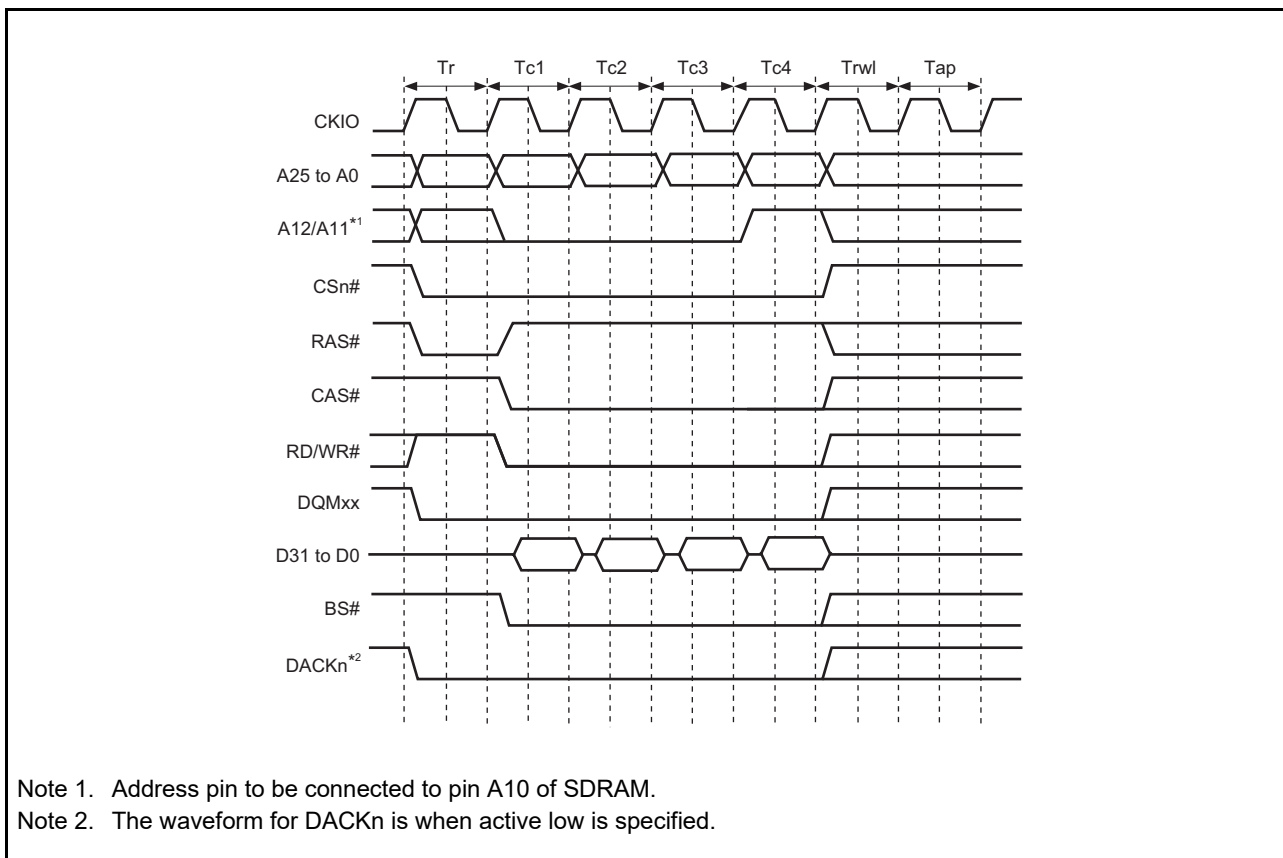 Tr Tc1 Tc2 Tc3 Tc4 Trwl Tap
CKIO
A25 to A0
A12/A11*1
CSn#
RAS#
CAS#
RD/WR#
DQMxx
D31 to D0
BS#
DACKn*2
Note 1. Address pin to be connected to pin A10 of SDRAM.
Note 2. The waveform for DACKn is when active low is specified.